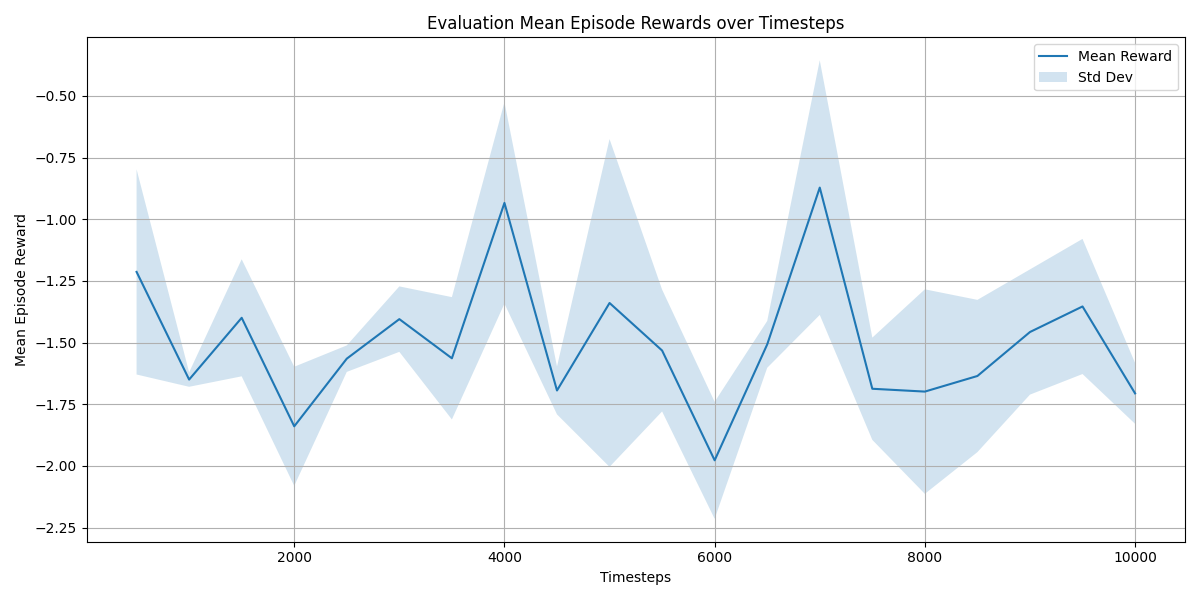 Evaluation Mean Episode Rewards over Timesteps
Mean Reward
Std Dev
Mean Episode Reward
−0.50
−0.75
−1.00
−1.25
−1.50
−1.75
−2.00
−2.25
2000
4000
6000
8000
10000
Timesteps